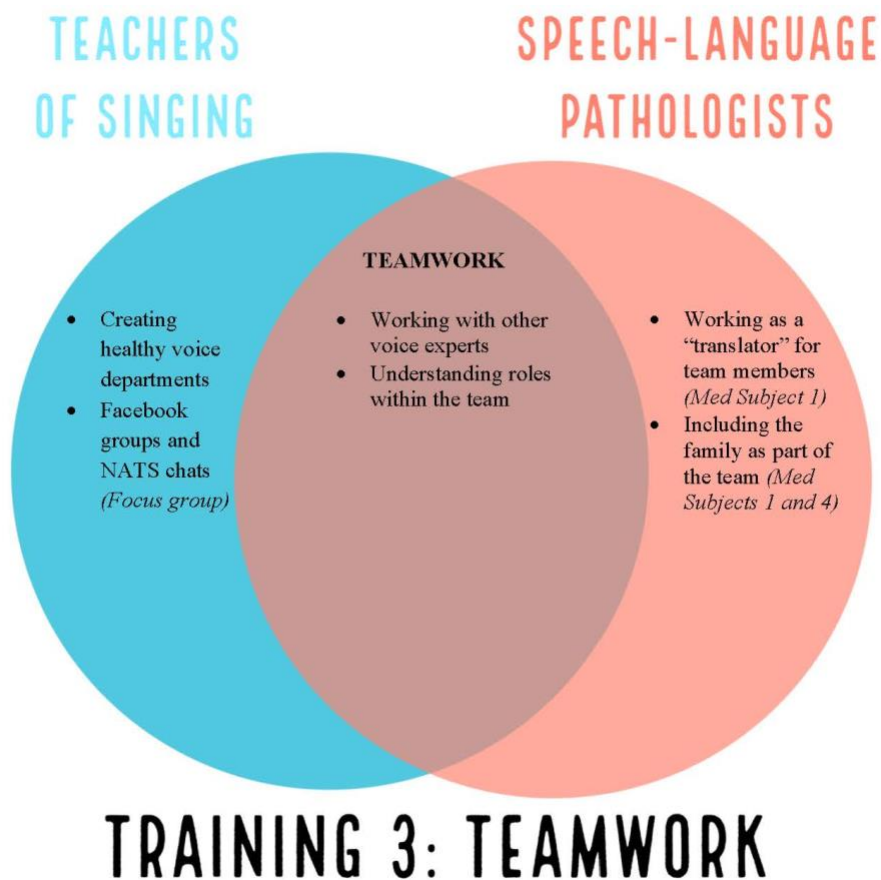 TEACHERS
OF SINGING
SPEECH-LANGUAGE
PATHOLOGISTS
• Creating
healthy voice
departments
• Facebook
groups and
NATS chats
(Focus group)
TEAMWORK
• Working with other
voice experts
• Understanding roles
within the team
• Working as a
“translator” for
team members
(Med Subject 1)
• Including the
family as part of
the team (Med
Subjects 1 and 4)
TRAINING 3: TEAMWORK